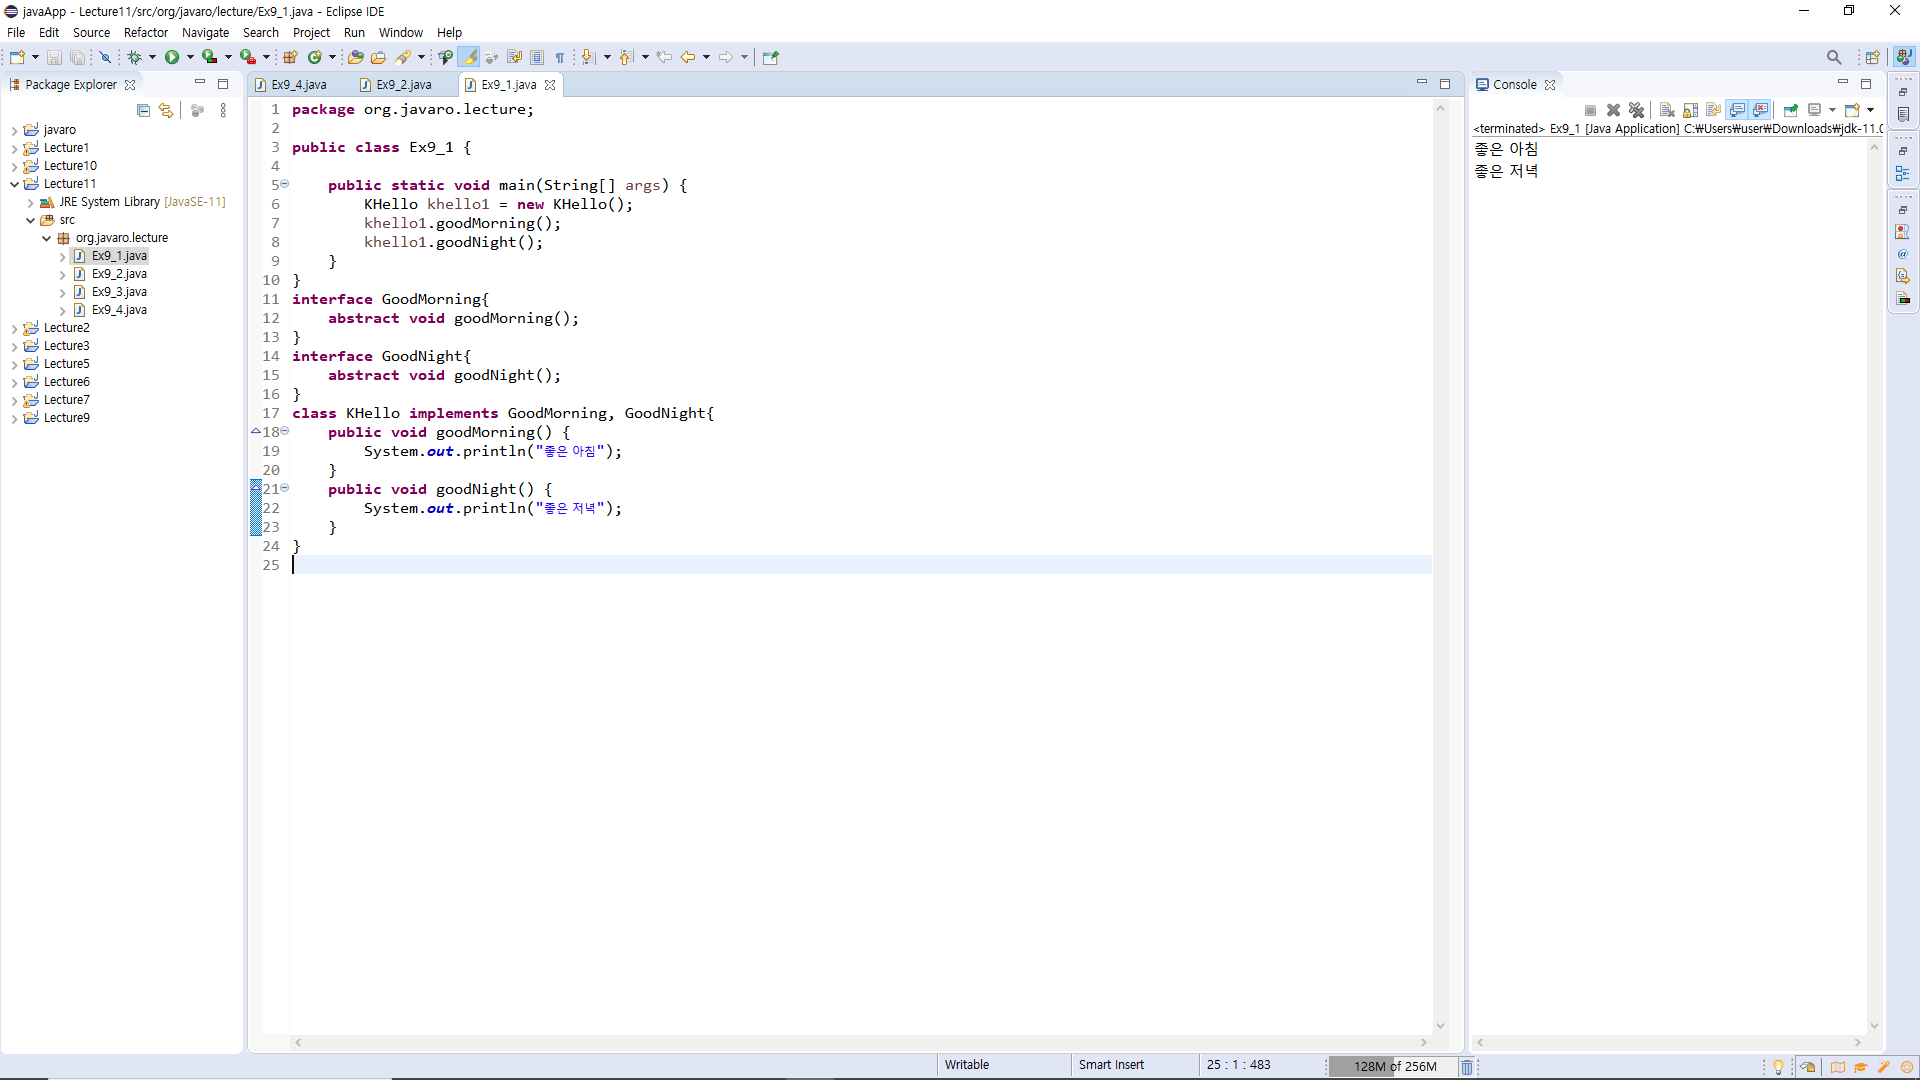 javaApp - Lecture11/src/org/javaro/lecture/Ex9_1.java - Eclipse IDE
File Edit Source Refactor Navigate Search Project Run Window Help
Package Explorer
javaro
Lecture1
Lecture10
Lecture11
JRE System Library [JavaSE-11]
src
org.javaro.lecture
Ex9_1.java
Ex9_2.java
Ex9_3.java
Ex9_4.java
Lecture2
Lecture3
Lecture5
Lecture6
Lecture7
Lecture9
Ex9_4.java Ex9_2.java Ex9_1.java
1 package org.javaro.lecture;
2
3 public class Ex9_1 {
4
5 public static void main(String[] args) {
6 KHello khello1 = new KHello();
7 khello1.goodMorning();
8 khello1.goodNight();
9 }
10 }
11 interface GoodMorning{
12 abstract void goodMorning();
13 }
14 interface GoodNight{
15 abstract void goodNight();
16 }
17 class KHello implements GoodMorning, GoodNight{
18 public void goodMorning() {
19 System.out.println("좋은 아침");
20 }
21 public void goodNight() {
22 System.out.println("좋은 저녁");
23 }
24 }
25
Console
<terminated> Ex9_1 [Java Application] C:₩Users₩user₩Downloads₩jdk-11.0
좋은 아침
좋은 저녁
Writable Smart Insert 25 : 1 : 483 128M of 256M